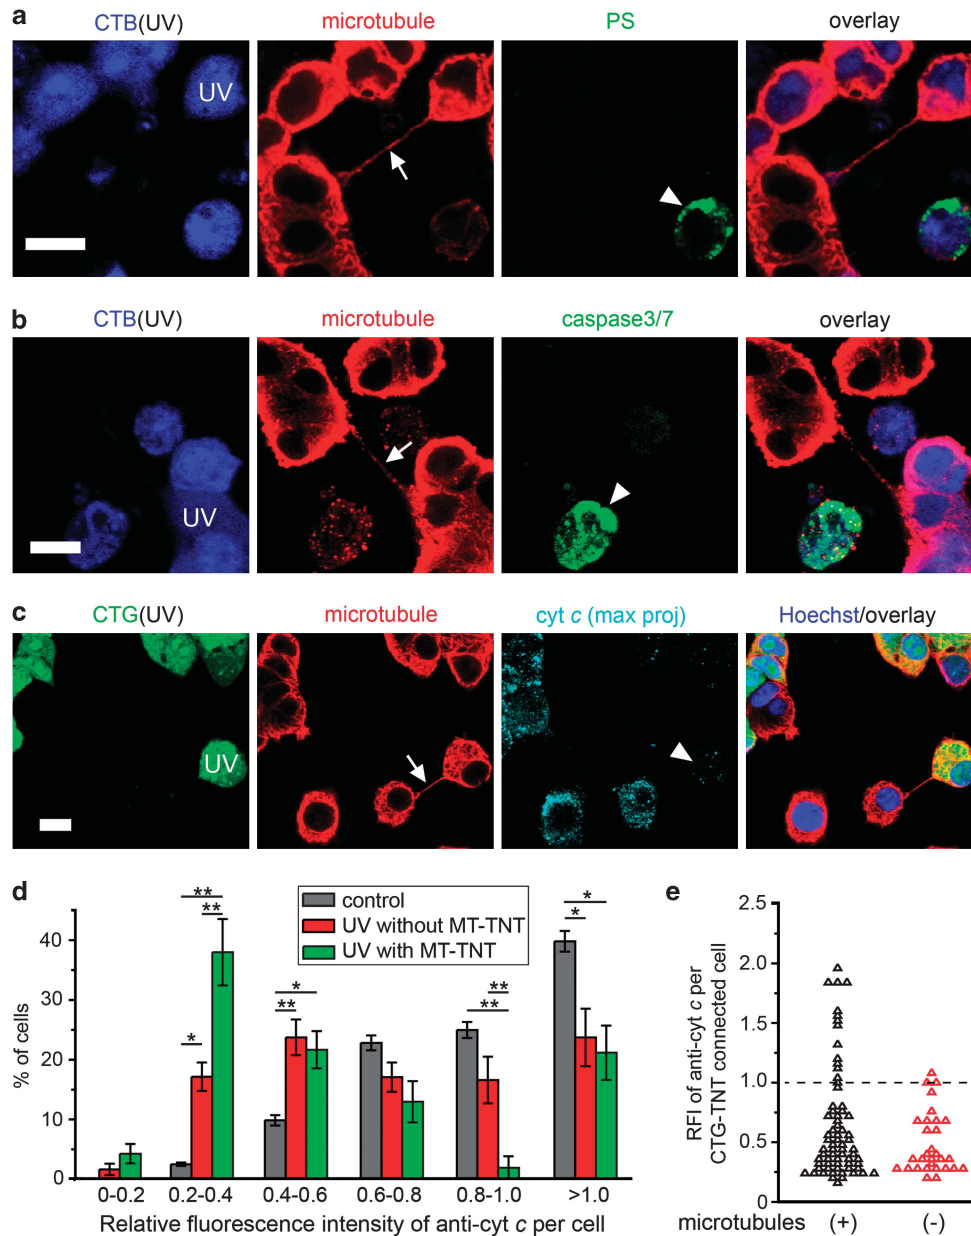 a
CTB(UV) microtubule PS overlay
UV
b
CTB(UV) microtubule caspase3/7 overlay
UV
c
CTG(UV) microtubule cyt c (max proj) Hoechst/overlay
UV
d
control
UV without MT-TNT
UV with MT-TNT
** ** * ** * ** ** * *
% of cells
40
30
20
10
0
0-0.2 0.2-0.4 0.4-0.6 0.6-0.8 0.8-1.0 >1.0
Relative fluorescence intensity of anti-cyt c per cell
e
RFI of anti-cyt c per
CTG-TNT connected cell
2.5
2.0
1.5
1.0
0.5
0
microtubules (+) (-)